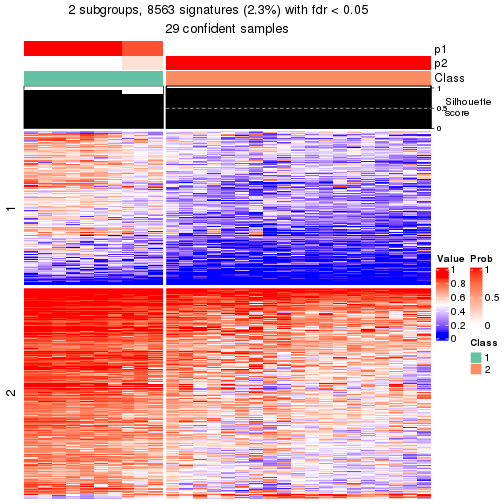 2 subgroups, 8563 signatures (2.3%) with fdr < 0.05
29 confident samples
p1
p2
Class
1
0.5
0
Silhouette
score
1
2
Value
1
0.8
0.6
0.4
0.2
0
Prob
1
0.5
0
Class
1
2